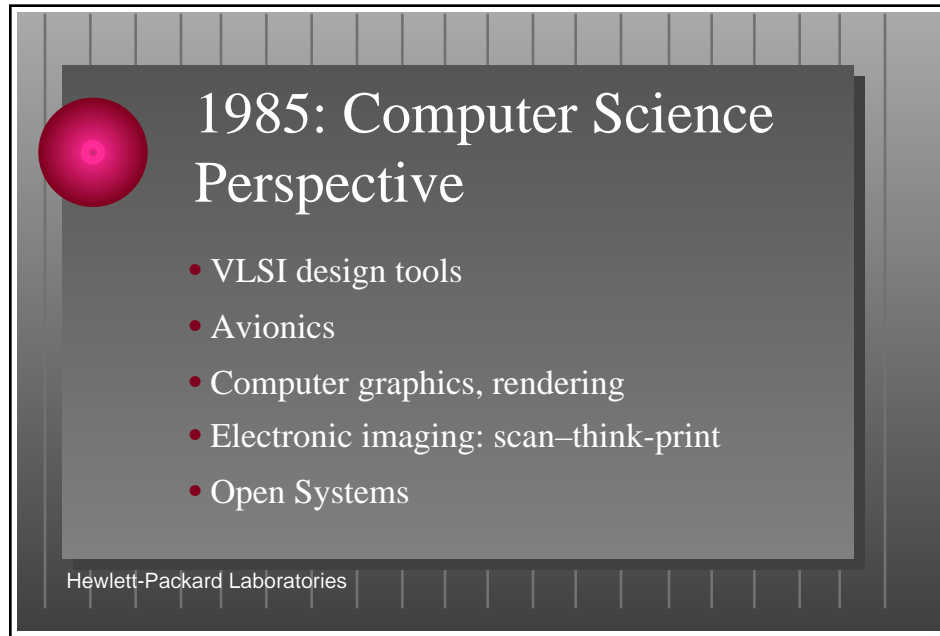 1985: Computer Science
Perspective
• VLSI design tools
• Avionics
• Computer graphics, rendering
• Electronic imaging: scan–think-print
• Open Systems
Hewlett-Packard Laboratories